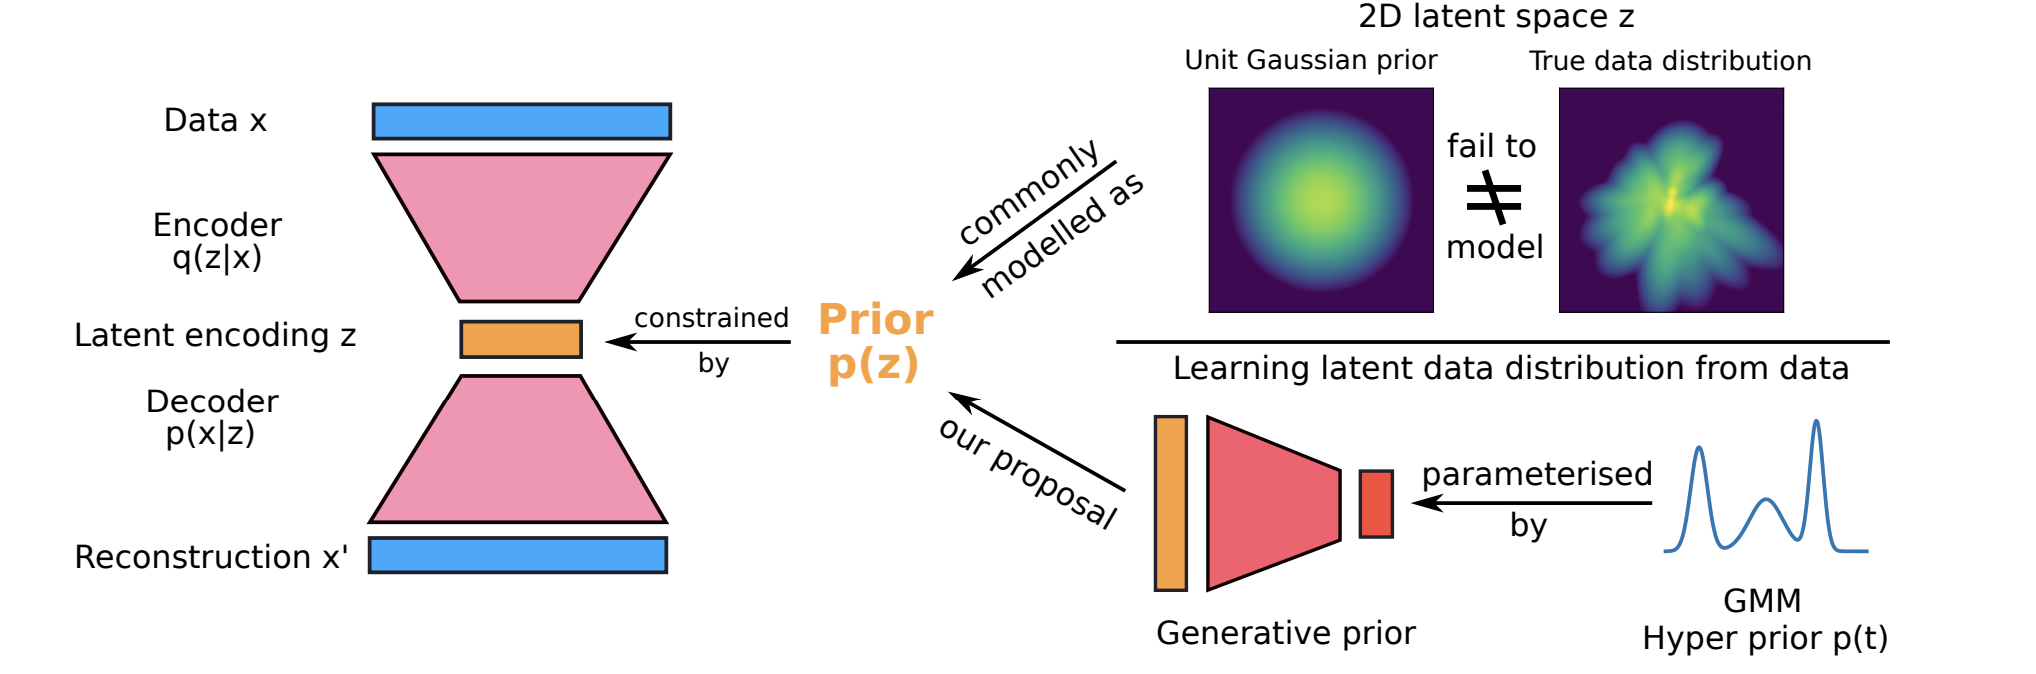 Data x
Encoder
q(z|x)
Latent encoding z
Decoder
p(x|z)
Reconstruction x'
constrained
by
Prior
p(z)
commonly
modelled as
our proposal
2D latent space z
Unit Gaussian prior
True data distribution
fail to
model
Learning latent data distribution from data
parameterised
by
Generative prior
GMM
Hyper prior p(t)